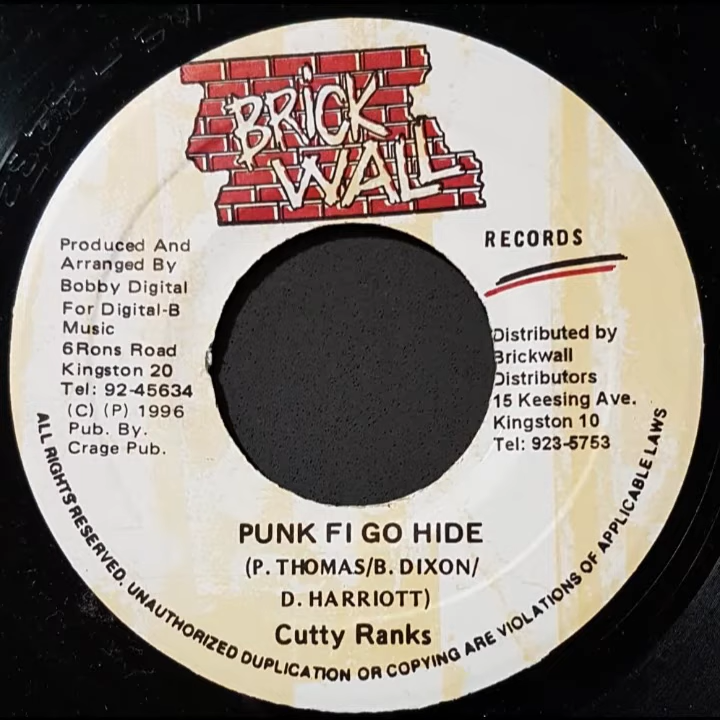 BRICK
WALL
RECORDS
Produced And
Arranged By
Bobby Digital
For Digital-B
Music
6Rons Road
Kingston 20
Tel: 92-45634
(C) (P) 1996
Pub. By.
Crage Pub.
Distributed by
Brickwall
Distributors
15 Keesing Ave.
Kingston 10
Tel: 923-5753
PUNK FI GO HIDE
(P. THOMAS/B. DIXON/
D. HARRIOTT)
Cutty Ranks
ALL RIGHTS RESERVED. UNAUTHORIZED DUPLICATION OR COPYING ARE VIOLATIONS OF APPLICABLE LAWS